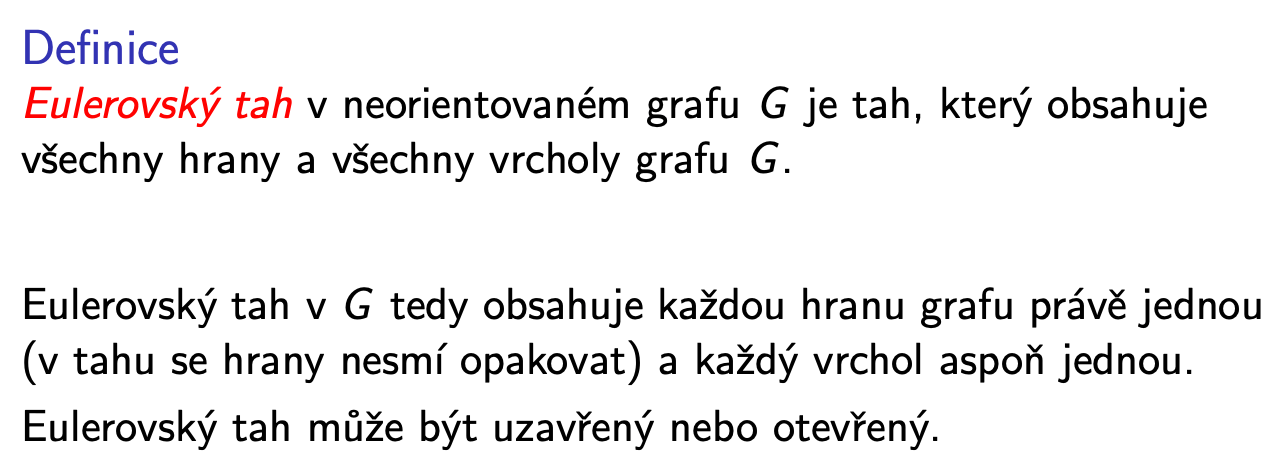 Definice
Eulerovský tah v neorientovaném grafu G je tah, který obsahuje
všechny hrany a všechny vrcholy grafu G.
Eulerovský tah v G tedy obsahuje každou hranu grafu právě jednou
(v tahu se hrany nesmí opakovat) a každý vrchol aspoň jednou.
Eulerovský tah může být uzavřený nebo otevřený.